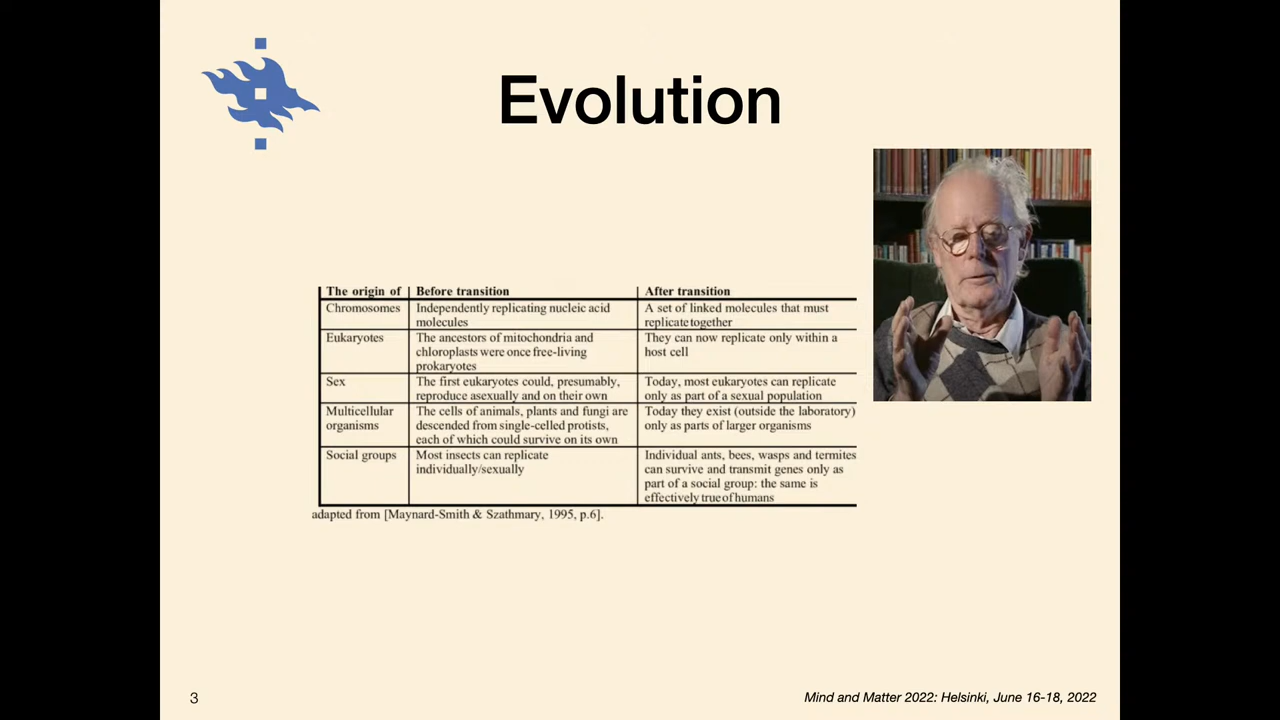 Evolution
The origin of | Before transition | After transition
Chromosomes | Independently replicating nucleic acid | A set of linked molecules that must
molecules | replicate together
Eukaryotes | The ancestors of mitochondria and | They can now replicate only within a
chloroplasts were once free-living | host cell
prokaryotes
Sex | The first eukaryotes could, presumably, | Today, most eukaryotes can replicate
reproduce asexually and on their own | only as part of a sexual population
Multicellular | The cells of animals, plants and fungi are | Today they exist (outside the laboratory)
organisms | descended from single-celled protists, | only as parts of larger organisms
each of which could survive on its own
Social groups | Most insects can replicate | Individual ants, bees, wasps and termites
individually/sexually | can survive and transmit genes only as
part of a social group: the same is
effectively true of humans
adapted from [Maynard-Smith & Szathmary, 1995, p.6].
3
Mind and Matter 2022: Helsinki, June 16-18, 2022